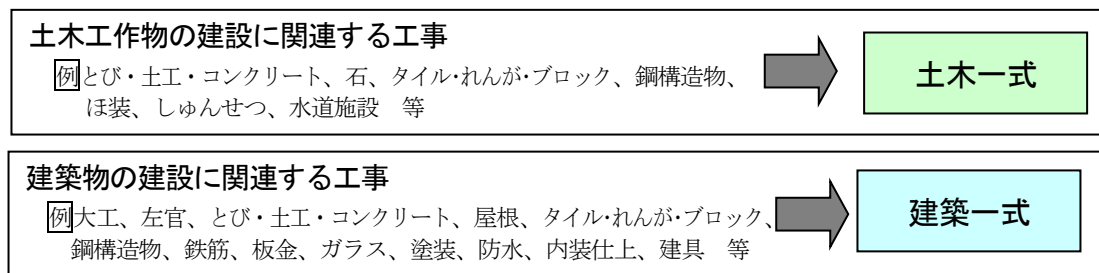 土木工作物の建設に関連する工事
例とび・土工・コンクリート、石、タイル・れんが・ブロック、鋼構造物、
ほ装、しゅんせつ、水道施設　等
土木一式
建築物の建設に関連する工事
例大工、左官、とび・土工・コンクリート、屋根、タイル・れんが・ブロック、
鋼構造物、鉄筋、板金、ガラス、塗装、防水、内装仕上、建具　等
建築一式